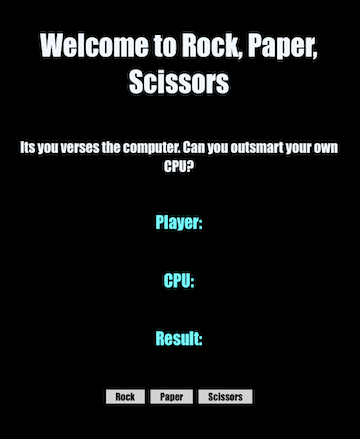 Welcome to Rock, Paper,
Scissors
Its you verses the computer. Can you outsmart your own
CPU?
Player:
CPU:
Result:
Rock Paper Scissors